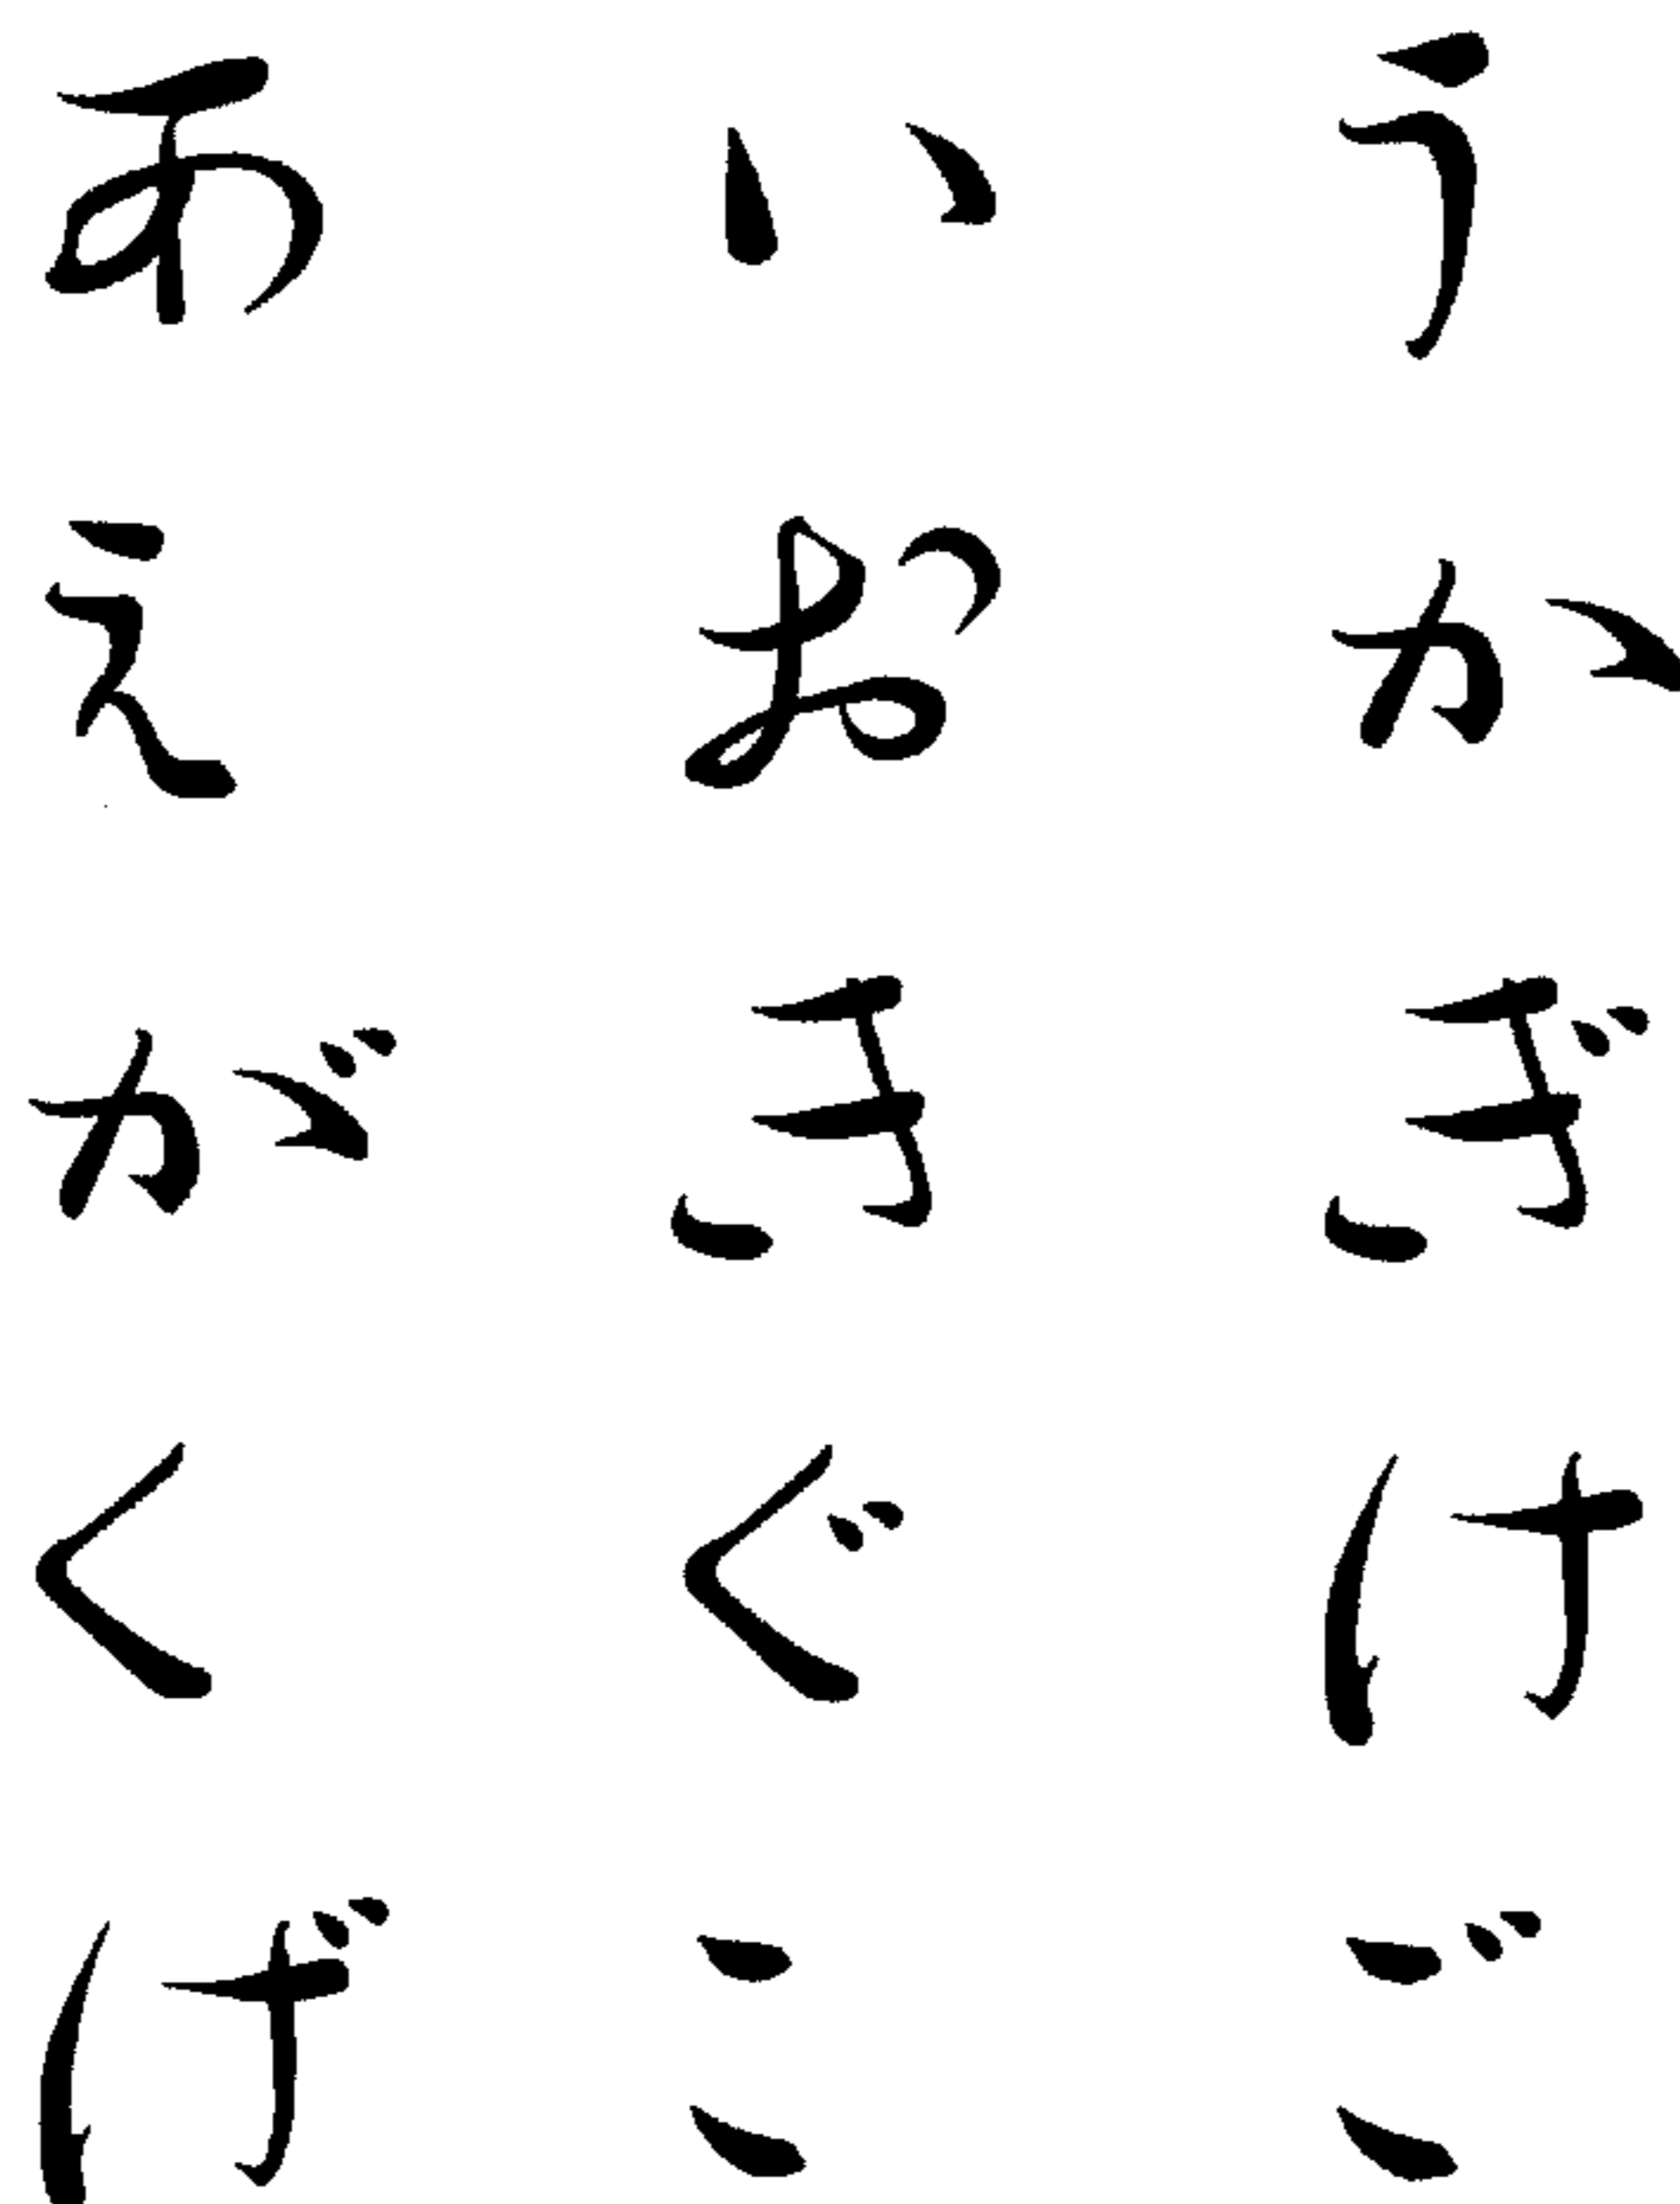 あ い う
え お か
が き ぎ
く ぐ け
げ こ ご